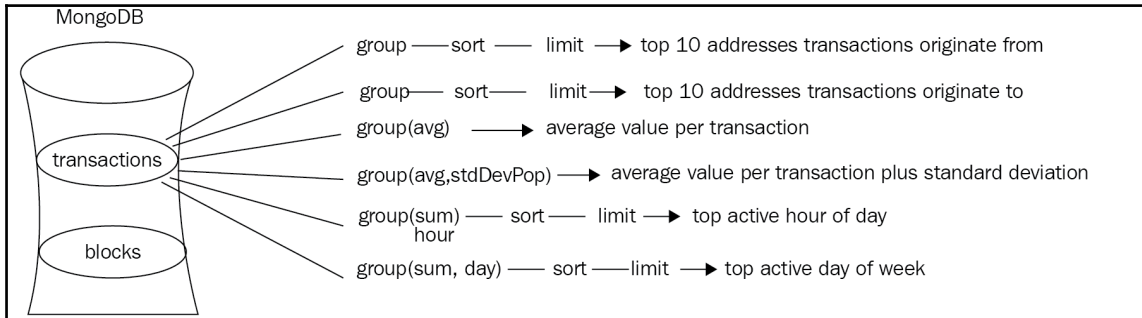 MongoDB
group sort limit top 10 addresses transactions originate from
group sort limit top 10 addresses transactions originate to
group(avg) average value per transaction
transactions
group(avg,stdDevPop) average value per transaction plus standard deviation
group(sum) sort limit top active hour of day
hour
blocks
group(sum, day) sort limit top active day of week